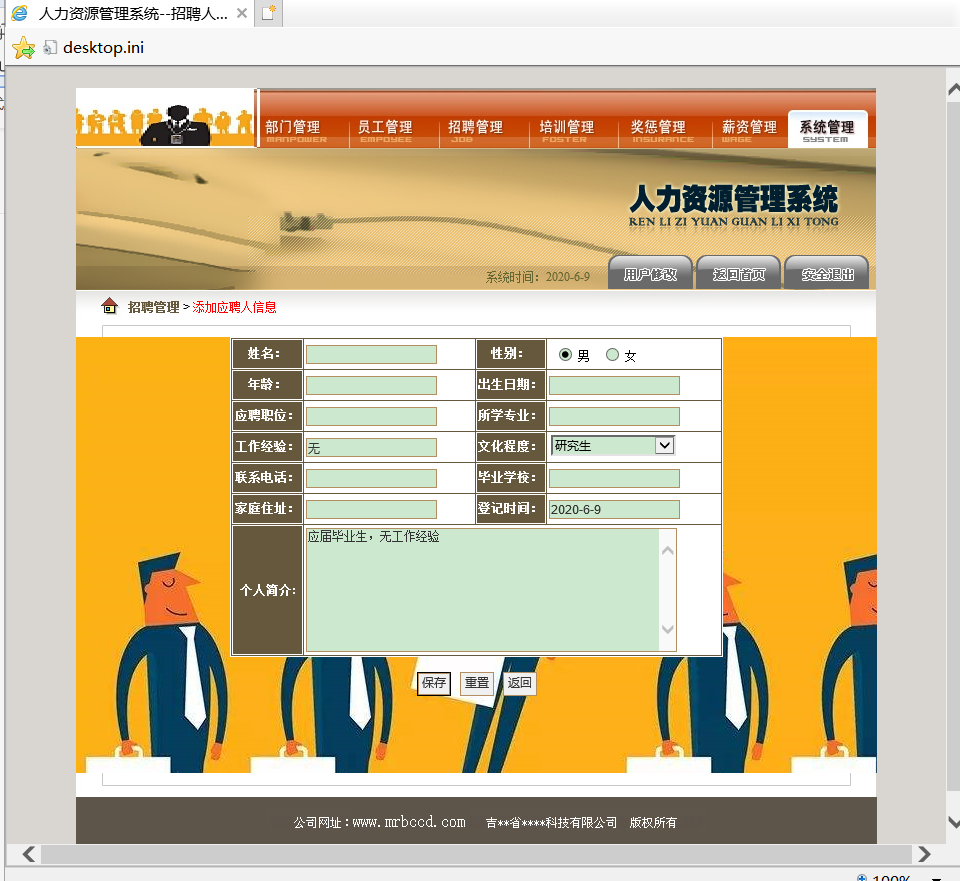 人力资源管理系统--招聘人...
desktop.ini
部门管理 员工管理 招聘管理 培训管理 奖惩管理 薪资管理 系统管理
MANPOWER EMPOYEE JOB FOSTER INSURANCE WAGE SYSTEM
人力资源管理系统
REN LI ZI YUAN GUAN LI XI TONG
系统时间：2020-6-9 用户修改 返回首页 安全退出
招聘管理 > 添加应聘人信息
姓名： 性别： 男 女
年龄： 出生日期：
应聘职位： 所学专业：
工作经验： 无 文化程度： 研究生
联系电话： 毕业学校：
家庭住址： 登记时间： 2020-6-9
应届毕业生，无工作经验
个人简介:
保存 重置 返回
公司网址：www.mrbccd.com 吉**省****科技有限公司 版权所有
100%